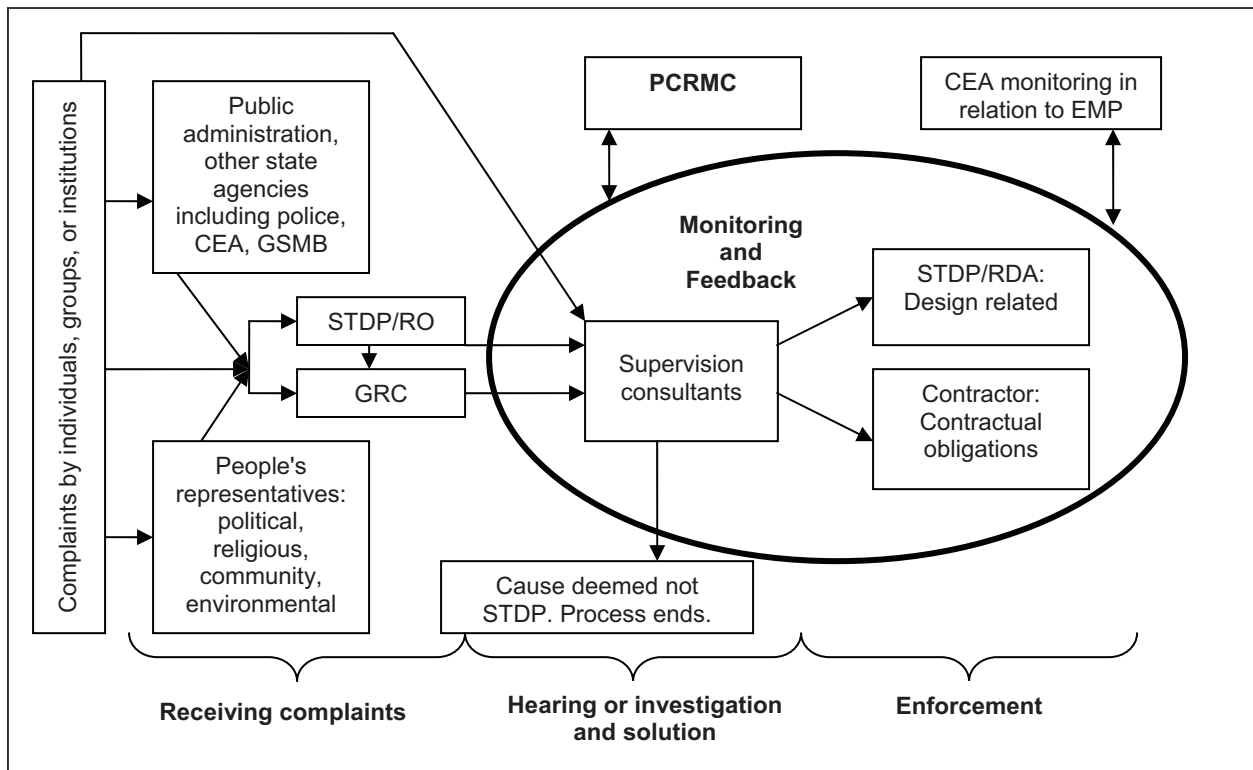 Complaints by individuals, groups, or institutions
Public
administration,
other state
agencies
including police,
CEA, GSMB
People's
representatives:
political,
religious,
community,
environmental
STDP/RO
GRC
PCRMC
CEA monitoring in
relation to EMP
Monitoring
and
Feedback
Supervision
consultants
STDP/RDA:
Design related
Contractor:
Contractual
obligations
Cause deemed not
STDP. Process ends.
Receiving complaints
Hearing or investigation
and solution
Enforcement